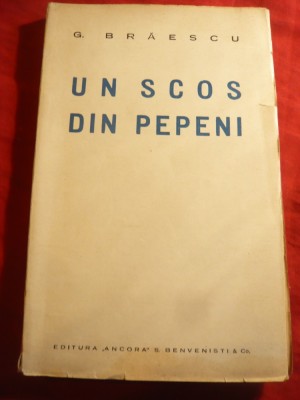 G. BRĂESCU
UN SCOS
DIN PEPENI
EDITURA „ANCORA" S. BENVENISTI & Co.